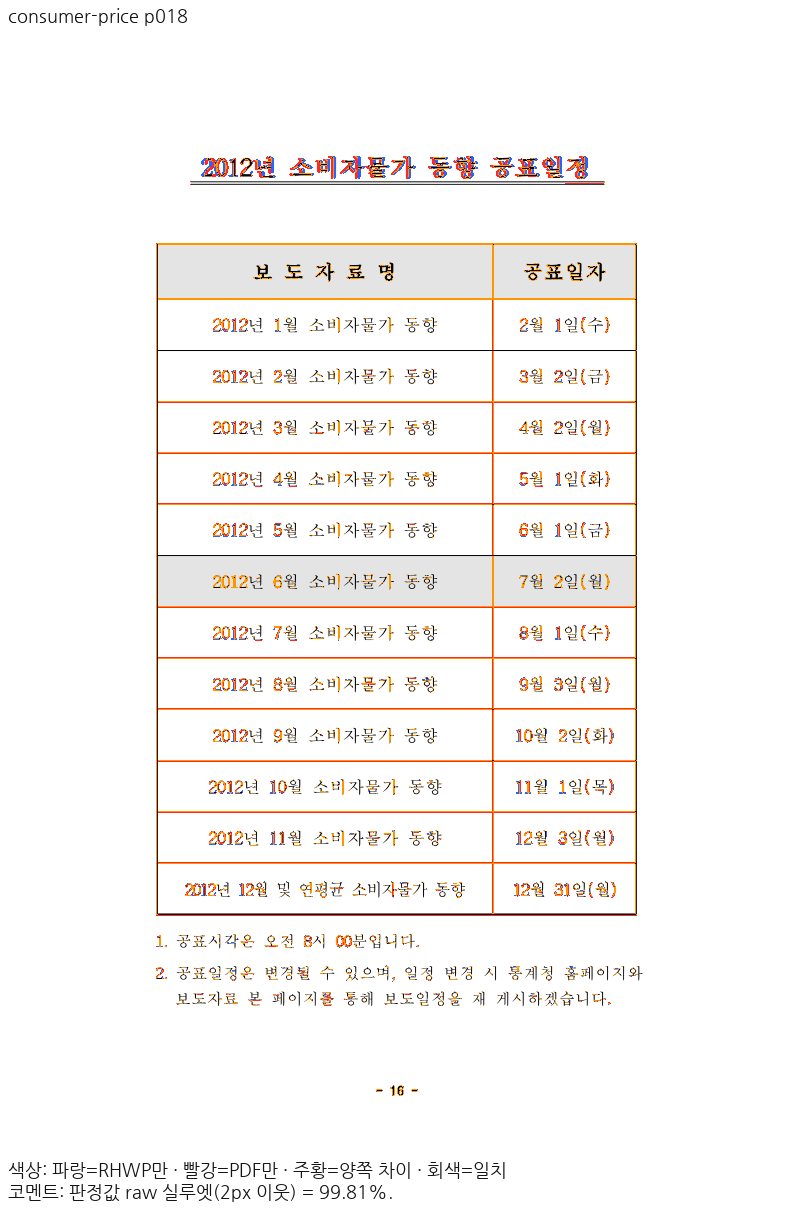 consumer-price p018
2012년 소비자물가 동향 공표일정
보 도 자 료 명 공표일자
2012년 1월 소비자물가 동향 2월 1일(수)
2012년 2월 소비자물가 동향 3월 2일(금)
2012년 3월 소비자물가 동향 4월 2일(월)
2012년 4월 소비자물가 동향 5월 1일(화)
2012년 5월 소비자물가 동향 6월 1일(금)
2012년 6월 소비자물가 동향 7월 2일(월)
2012년 7월 소비자물가 동향 8월 1일(수)
2012년 8월 소비자물가 동향 9월 3일(월)
2012년 9월 소비자물가 동향 10월 2일(화)
2012년 10월 소비자물가 동향 11월 1일(목)
2012년 11월 소비자물가 동향 12월 3일(월)
2012년 12월 및 연평균 소비자물가 동향 12월 31일(월)
1. 공표시각은 오전 8시 00분입니다.
2. 공표일정은 변경될 수 있으며, 일정 변경 시 통계청 홈페이지와
보도자료 본 페이지를 통해 보도일정을 재 게시하겠습니다.
- 16 -
색상: 파랑=RHWP만 · 빨강=PDF만 · 주황=양쪽 차이 · 회색=일치
코멘트: 판정값 raw 실루엣(2px 이웃) = 99.81%.